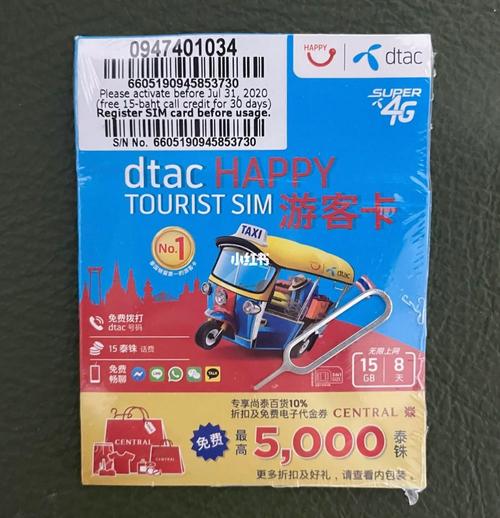 0947401034
6605190945853730
Please activate before Jul 31, 2020
(free 15-baht call credit for 30 days)
Register SIM card before usage.
S/N No. 6605190945853730
HAPPY
dtac
SUPER
4G
dtac HAPPY
TOURIST SIM 游客卡
No.1
TAXI
dtac
小红书
免费拨打
dtac 号码
15 泰铢 话费
免费
畅聊
LINE
TALK
无限上网
15
GB
8
天
专享尚泰百货10%
折扣及免费电子代金券 CENTRAL
CENTRAL
CENTRAL
免费
最高
5,000
泰铢
更多折扣及好礼，请查看内包装。